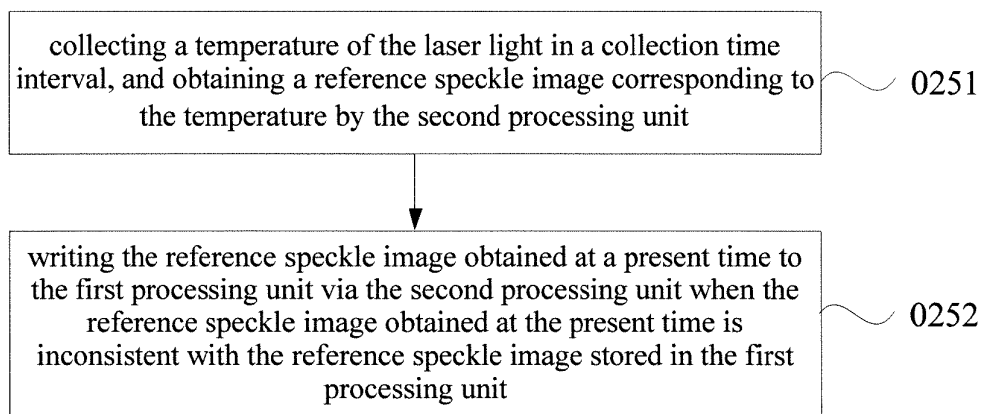 collecting a temperature of the laser light in a collection time
interval, and obtaining a reference speckle image corresponding to
the temperature by the second processing unit
0251
writing the reference speckle image obtained at a present time to
the first processing unit via the second processing unit when the
reference speckle image obtained at the present time is
inconsistent with the reference speckle image stored in the first
processing unit
0252